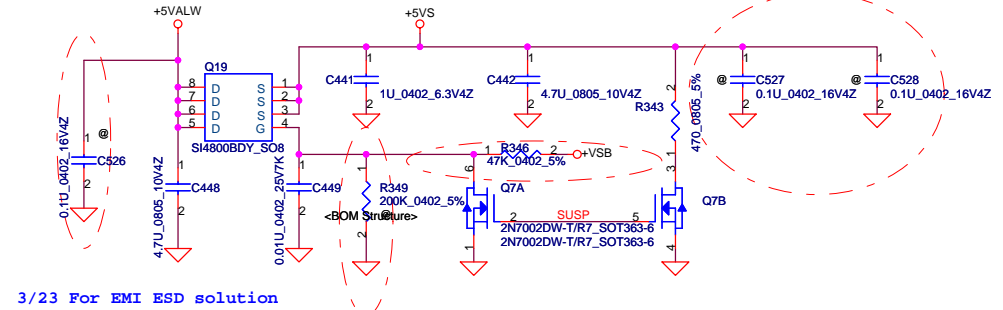 +5VALW
+5VS
Q19
8 D S 1
7 D S 2
6 D S 3
5 D G 4
SI4800BDY_SO8
1
@
C526
2
0.1U_0402_16V4Z
1
C448
2
4.7U_0805_10V4Z
1
C449
2
0.01U_0402_25V7K
1
C441
1U_0402_6.3V4Z
2
1
C442
4.7U_0805_10V4Z
2
2
R343
470_0805_5%
1
1
@
C527
0.1U_0402_16V4Z
2
1
@
C528
0.1U_0402_16V4Z
2
1
R349
200K_0402_5%
@
<BOM Structure>
2
R346
1
2
+VSB
47K_0402_5%
6
Q7A
2
SUSP
5
1
3
Q7B
4
2N7002DW-T/R7_SOT363-6
2N7002DW-T/R7_SOT363-6
3/23 For EMI ESD solution